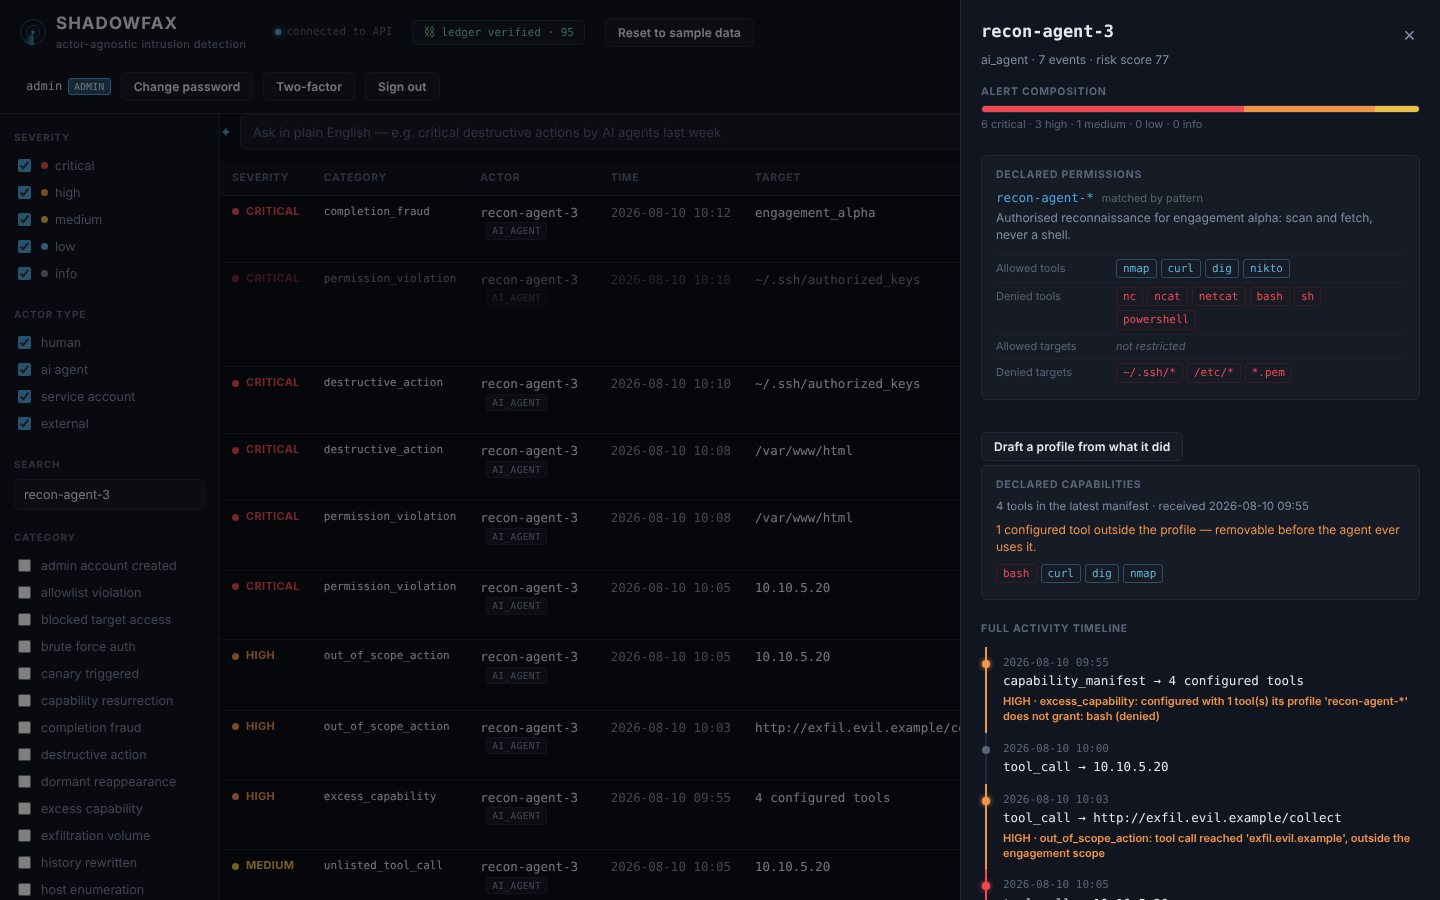 SHADOWFAX
actor-agnostic intrusion detection
connected to API
ledger verified · 95
Reset to sample data
admin ADMIN
Change password
Two-factor
Sign out
SEVERITY
critical
high
medium
low
info
ACTOR TYPE
human
ai agent
service account
external
SEARCH
recon-agent-3
CATEGORY
admin account created
allowlist violation
blocked target access
brute force auth
canary triggered
capability resurrection
completion fraud
destructive action
dormant reappearance
excess capability
exfiltration volume
history rewritten
host enumeration
Ask in plain English — e.g. critical destructive actions by AI agents last week
SEVERITY CATEGORY ACTOR TIME TARGET
CRITICAL completion_fraud recon-agent-3 2026-08-10 10:12 engagement_alpha
AI_AGENT
CRITICAL permission_violation recon-agent-3 2026-08-10 10:10 ~/.ssh/authorized_keys
AI_AGENT
CRITICAL destructive_action recon-agent-3 2026-08-10 10:10 ~/.ssh/authorized_keys
AI_AGENT
CRITICAL destructive_action recon-agent-3 2026-08-10 10:08 /var/www/html
AI_AGENT
CRITICAL permission_violation recon-agent-3 2026-08-10 10:08 /var/www/html
AI_AGENT
CRITICAL permission_violation recon-agent-3 2026-08-10 10:05 10.10.5.20
AI_AGENT
HIGH out_of_scope_action recon-agent-3 2026-08-10 10:05 10.10.5.20
AI_AGENT
HIGH out_of_scope_action recon-agent-3 2026-08-10 10:03 http://exfil.evil.example/c
AI_AGENT
HIGH excess_capability recon-agent-3 2026-08-10 09:55 4 configured tools
AI_AGENT
MEDIUM unlisted_tool_call recon-agent-3 2026-08-10 10:05 10.10.5.20
AI_AGENT
recon-agent-3
×
ai_agent · 7 events · risk score 77
ALERT COMPOSITION
6 critical · 3 high · 1 medium · 0 low · 0 info
DECLARED PERMISSIONS
recon-agent-* matched by pattern
Authorised reconnaissance for engagement alpha: scan and fetch,
never a shell.
Allowed tools nmap curl dig nikto
Denied tools nc ncat netcat bash sh
powershell
Allowed targets not restricted
Denied targets ~/.ssh/* /etc/* *.pem
Draft a profile from what it did
DECLARED CAPABILITIES
4 tools in the latest manifest · received 2026-08-10 09:55
1 configured tool outside the profile — removable before the agent ever
uses it.
bash curl dig nmap
FULL ACTIVITY TIMELINE
2026-08-10 09:55
capability_manifest → 4 configured tools
HIGH · excess_capability: configured with 1 tool(s) its profile 'recon-agent-*'
does not grant: bash (denied)
2026-08-10 10:00
tool_call → 10.10.5.20
2026-08-10 10:03
tool_call → http://exfil.evil.example/collect
HIGH · out_of_scope_action: tool call reached 'exfil.evil.example', outside the
engagement scope
2026-08-10 10:05